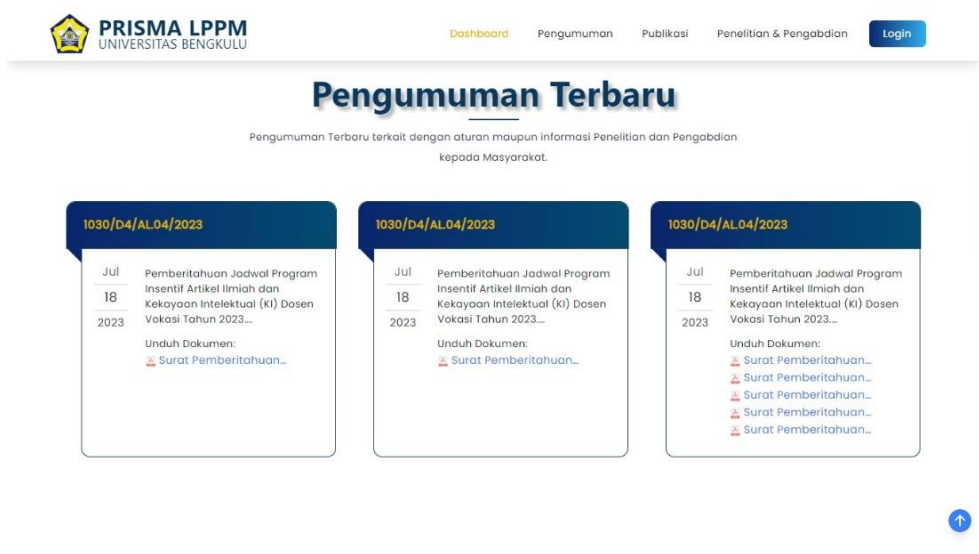 PRISMA LPPM
UNIVERSITAS BENGKULU
Dashboard Pengumuman Publikasi Penelitian & Pengabdian Login
Pengumuman Terbaru
Pengumuman Terbaru terkait dengan aturan maupun informasi Penelitian dan Pengabdian
kepada Masyarakat.
1030/D4/AL.04/2023
Jul
18
2023
Pemberitahuan Jadwal Program
Insentif Artikel Ilmiah dan
Kekayaan Intelektual (KI) Dosen
Vokasi Tahun 2023....
Unduh Dokumen:
Surat Pemberitahuan...
1030/D4/AL.04/2023
Jul
18
2023
Pemberitahuan Jadwal Program
Insentif Artikel Ilmiah dan
Kekayaan Intelektual (KI) Dosen
Vokasi Tahun 2023....
Unduh Dokumen:
Surat Pemberitahuan...
1030/D4/AL.04/2023
Jul
18
2023
Pemberitahuan Jadwal Program
Insentif Artikel Ilmiah dan
Kekayaan Intelektual (KI) Dosen
Vokasi Tahun 2023....
Unduh Dokumen:
Surat Pemberitahuan...
Surat Pemberitahuan...
Surat Pemberitahuan...
Surat Pemberitahuan...
Surat Pemberitahuan...